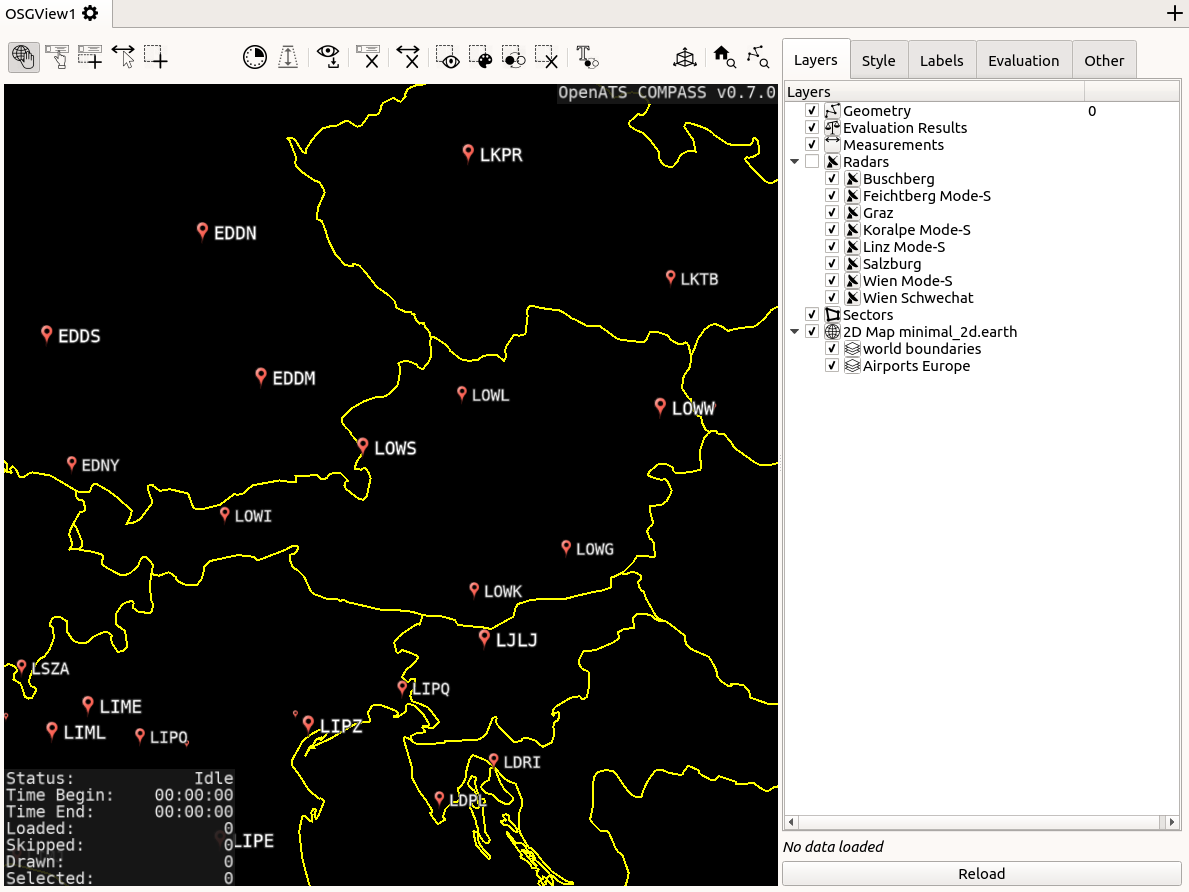 OSGView1
Layers
Style
Labels
Evaluation
Other
OpenATS COMPASS v0.7.0
LKPR
EDDN
LKTB
EDDS
EDDM
LOWL
LOWW
LOWS
EDNY
LOWI
LOWG
LOWK
LJLJ
LSZA
LIPQ
LIME
LIML
LIPO
LIPZ
LDRI
LDPL
LIPE
Status: Idle
Time Begin: 00:00:00
Time End: 00:00:00
Loaded: 0
Skipped: 0
Drawn: 0
Selected: 0
Layers
Geometry 0
Evaluation Results
Measurements
Radars
Buschberg
Feichtberg Mode-S
Graz
Koralpe Mode-S
Linz Mode-S
Salzburg
Wien Mode-S
Wien Schwechat
Sectors
2D Map minimal_2d.earth
world boundaries
Airports Europe
No data loaded
Reload